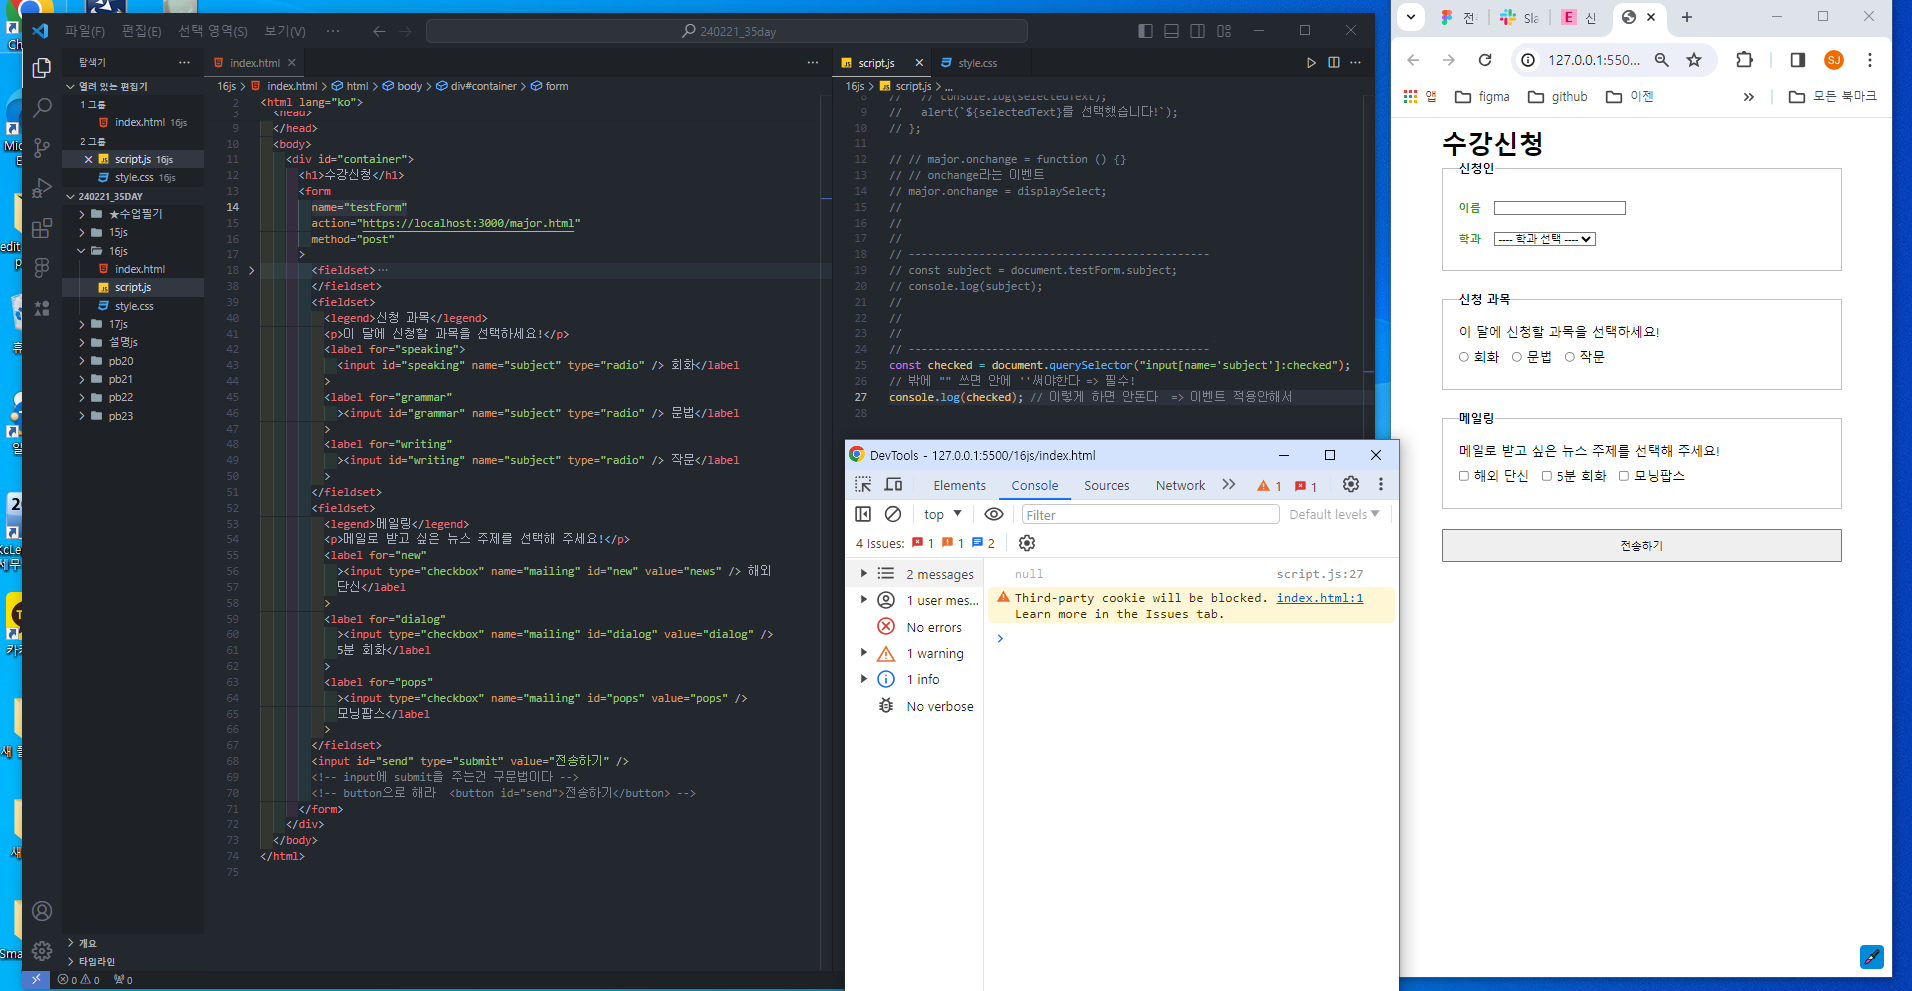 파일(F) 편집(E) 선택 영역(S) 보기(V) ··· 240221_35day
탐색기
열려 있는 편집기
1 그룹
index.html 16js
2 그룹
script.js 16js
style.css 16js
240221_35DAY
★수업필기
15js
16js
index.html
script.js
style.css
17js
설명js
pb20
pb21
pb22
pb23
개요
타임라인
0 0 0
index.html
16js > index.html > html > body > div#container > form
2 <html lang="ko">
3 <head>
9 </head>
10 <body>
11 <div id="container">
12 <h1>수강신청</h1>
13 <form
14 name="testForm"
15 action="https://localhost:3000/major.html"
16 method="post"
17 >
18 <fieldset>···
38 </fieldset>
39 <fieldset>
40 <legend>신청 과목</legend>
41 <p>이 달에 신청할 과목을 선택하세요!</p>
42 <label for="speaking">
43 <input id="speaking" name="subject" type="radio" /> 회화</label
44 >
45 <label for="grammar"
46 ><input id="grammar" name="subject" type="radio" /> 문법</label
47 >
48 <label for="writing"
49 ><input id="writing" name="subject" type="radio" /> 작문</label
50 >
51 </fieldset>
52 <fieldset>
53 <legend>메일링</legend>
54 <p>메일로 받고 싶은 뉴스 주제를 선택해 주세요!</p>
55 <label for="new"
56 ><input type="checkbox" name="mailing" id="new" value="news" /> 해외
57 단신</label
58 >
59 <label for="dialog"
60 ><input type="checkbox" name="mailing" id="dialog" value="dialog" />
61 5분 회화</label
62 >
63 <label for="pops"
64 ><input type="checkbox" name="mailing" id="pops" value="pops" />
65 모닝팝스</label
66 >
67 </fieldset>
68 <input id="send" type="submit" value="전송하기" />
69 <!-- input에 submit을 주는건 구문법이다 -->
70 <!-- button으로 해라 <button id="send">전송하기</button> -->
71 </form>
72 </div>
73 </body>
74 </html>
75
script.js style.css
16js > script.js > ...
8 // // console.log(selectedText);
9 // alert(`${selectedText}를 선택했습니다!`);
10 // };
11
12 // // major.onchange = function () {}
13 // // onchange라는 이벤트
14 // major.onchange = displaySelect;
15 //
16 //
17 //
18 // ----------------------------------------------
19 // const subject = document.testForm.subject;
20 // console.log(subject);
21 //
22 //
23 //
24 // ----------------------------------------------
25 const checked = document.querySelector("input[name='subject']:checked");
26 // 밖에 "" 쓰면 안에 ''써야한다 => 필수!
27 console.log(checked); // 이렇게 하면 안돈다 => 이벤트 적용안해서
28
DevTools - 127.0.0.1:5500/16js/index.html
Elements Console Sources Network 1 1
top Filter Default levels
4 Issues: 1 1 2
2 messages
1 user mes...
No errors
1 warning
1 info
No verbose
null script.js:27
Third-party cookie will be blocked. index.html:1
Learn more in the Issues tab.
전 Sla 신
127.0.0.1:550... SJ
앱 figma github 이젠 모든 북마크
수강신청
신청인
이름
학과 ---- 학과 선택 ----
신청 과목
이 달에 신청할 과목을 선택하세요!
회화 문법 작문
메일링
메일로 받고 싶은 뉴스 주제를 선택해 주세요!
해외 단신 5분 회화 모닝팝스
전송하기